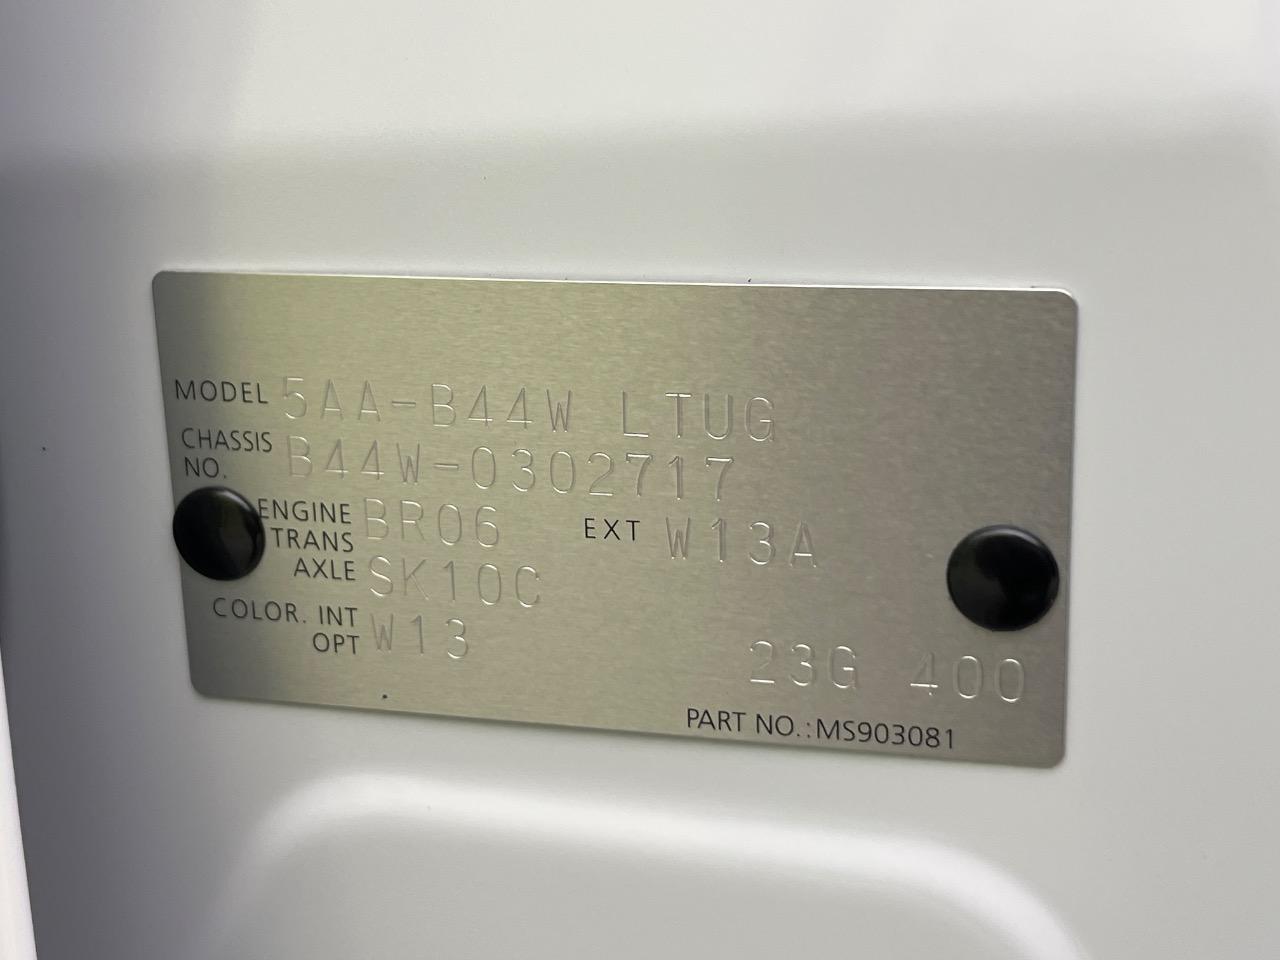 MODEL 5AA-B44W LTUG
CHASSIS NO. B44W-0302717
ENGINE BR06 EXT W13A
TRANS AXLE SK10C
COLOR. INT OPT W13
23G 400
PART NO.:MS903081